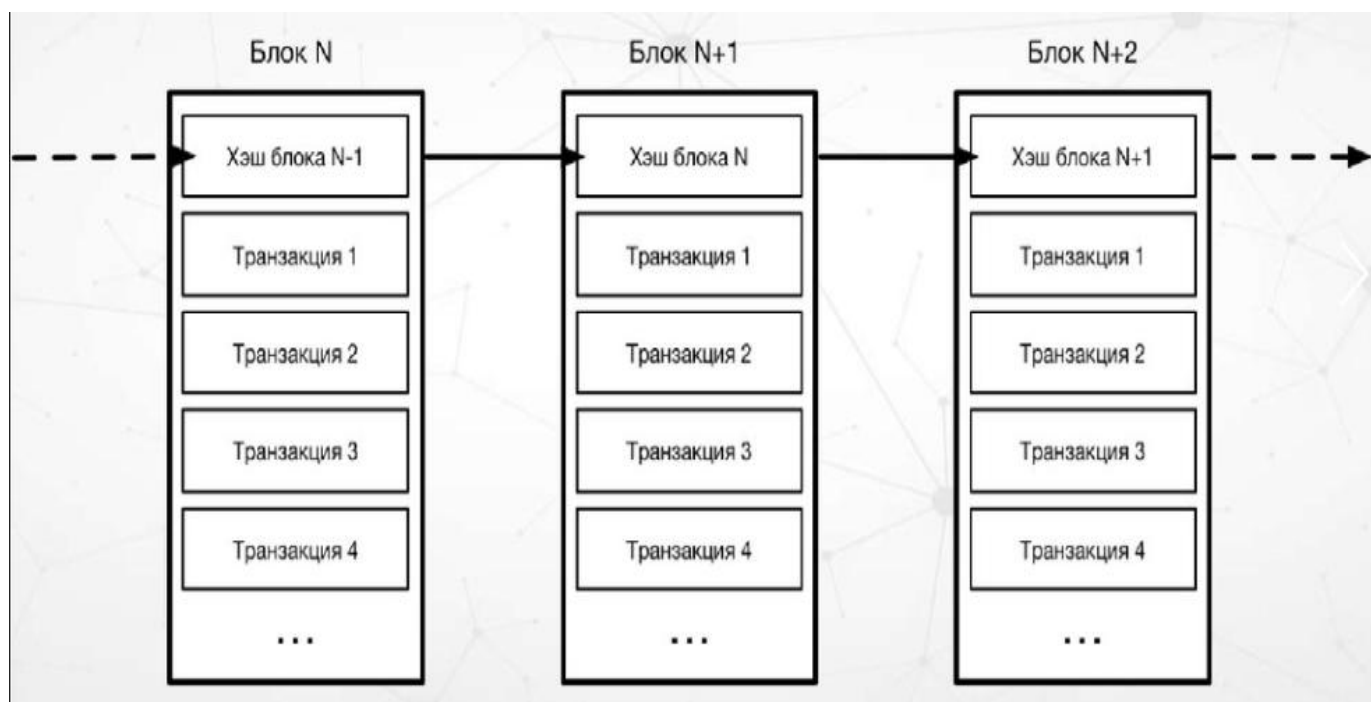 Блок N
Блок N+1
Блок N+2
Хэш блока N-1
Хэш блока N
Хэш блока N+1
Транзакция 1
Транзакция 1
Транзакция 1
Транзакция 2
Транзакция 2
Транзакция 2
Транзакция 3
Транзакция 3
Транзакция 3
Транзакция 4
Транзакция 4
Транзакция 4
...
...
...